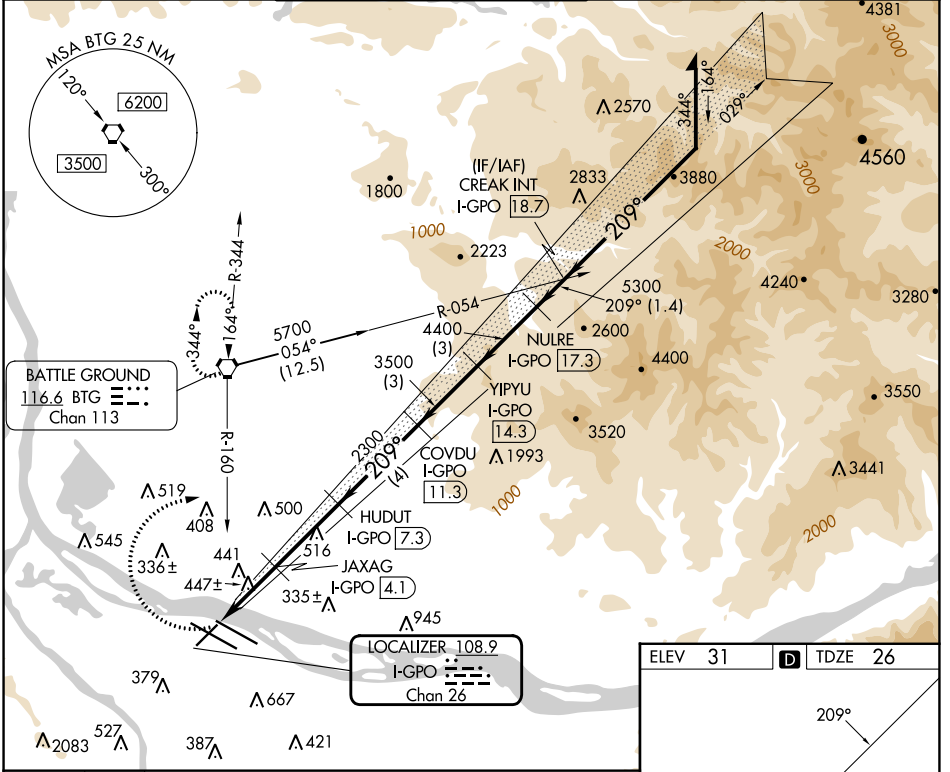 MSA BTG 25 NM
120°
6200
3500
300°
4381
3000
2570
344°
164°
029°
4560
(IF/IAF)
CREAK INT
I-GPO 18.7
2833
3880
3000
1800
209°
1000
2223
2000
R-344
5300
209° (1.4)
4240
3280
R-054
4400
(3)
2600
NULRE
I-GPO 17.3
344°
164°
5700
054°
(12.5)
3500
(3)
4400
BATTLE GROUND
116.6 BTG
Chan 113
YIPYU
I-GPO
14.3
3550
3520
R-190
2300
209°
(4)
COVDU
I-GPO
11.3
1993
3441
1000
2000
519
408
500
HUDUT
I-GPO 7.3
545
336±
441
516
447±
JAXAG
I-GPO 4.1
335±
945
LOCALIZER 108.9
I-GPO
Chan 26
ELEV 31 D TDZE 26
379
667
209°
2083
527
387
421